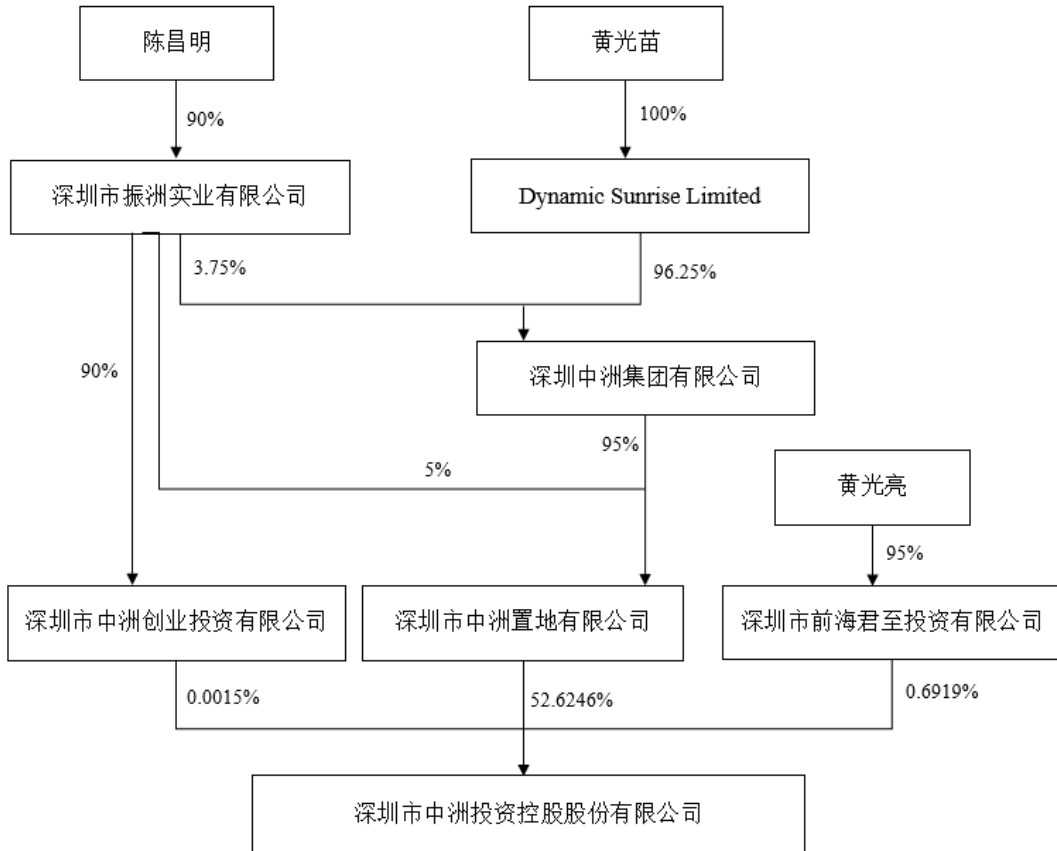 陈昌明
黄光苗
90%
100%
深圳市振洲实业有限公司
Dynamic Sunrise Limited
3.75%
96.25%
90%
深圳中洲集团有限公司
95%
5%
黄光亮
95%
深圳市中洲创业投资有限公司
深圳市中洲置地有限公司
深圳市前海君至投资有限公司
0.0015%
52.6246%
0.6919%
深圳市中洲投资控股股份有限公司